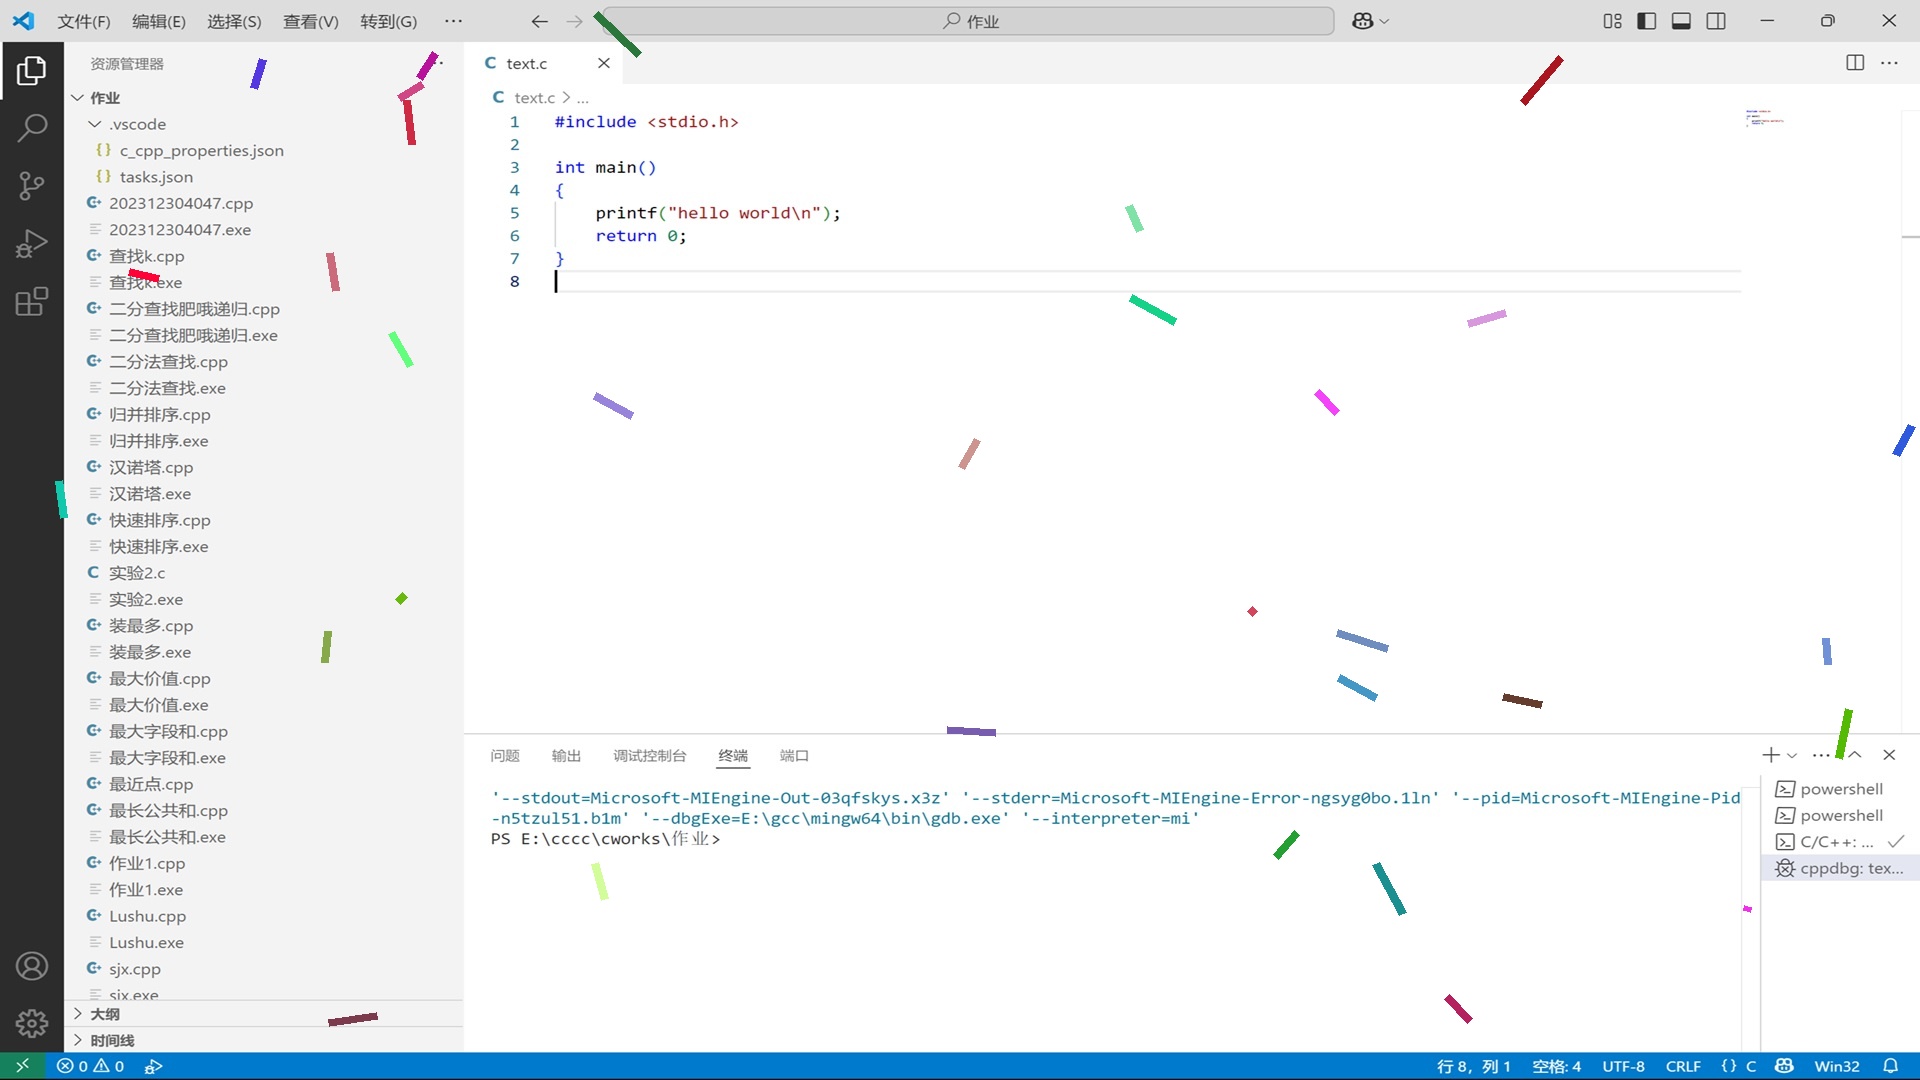 文件(F) 编辑(E) 选择(S) 查看(V) 转到(G) ··· 作业
资源管理器
作业
.vscode
{} c_cpp_properties.json
{} tasks.json
202312304047.cpp
202312304047.exe
查找k.cpp
查找k.exe
二分查找肥哦递归.cpp
二分查找肥哦递归.exe
二分法查找.cpp
二分法查找.exe
归并排序.cpp
归并排序.exe
汉诺塔.cpp
汉诺塔.exe
快速排序.cpp
快速排序.exe
C 实验2.c
实验2.exe
装最多.cpp
装最多.exe
最大价值.cpp
最大价值.exe
最大字段和.cpp
最大字段和.exe
最近点.cpp
最长公共和.cpp
最长公共和.exe
作业1.cpp
作业1.exe
Lushu.cpp
Lushu.exe
sjx.cpp
sjx.exe
大纲
时间线
C text.c
C text.c > ...
1 #include <stdio.h>
2
3 int main()
4 {
5 printf("hello world\n");
6 return 0;
7 }
8
问题 输出 调试控制台 终端 端口
'--stdout=Microsoft-MIEngine-Out-03qfskys.x3z' '--stderr=Microsoft-MIEngine-Error-ngsyg0bo.1ln' '--pid=Microsoft-MIEngine-Pid
-n5tzul51.b1m' '--dbgExe=E:\gcc\mingw64\bin\gdb.exe' '--interpreter=mi'
PS E:\cccc\cworks\作业>
powershell
powershell
C/C++: ...
cppdbg: tex...
0 0 行 8，列 1 空格: 4 UTF-8 CRLF {} C Win32